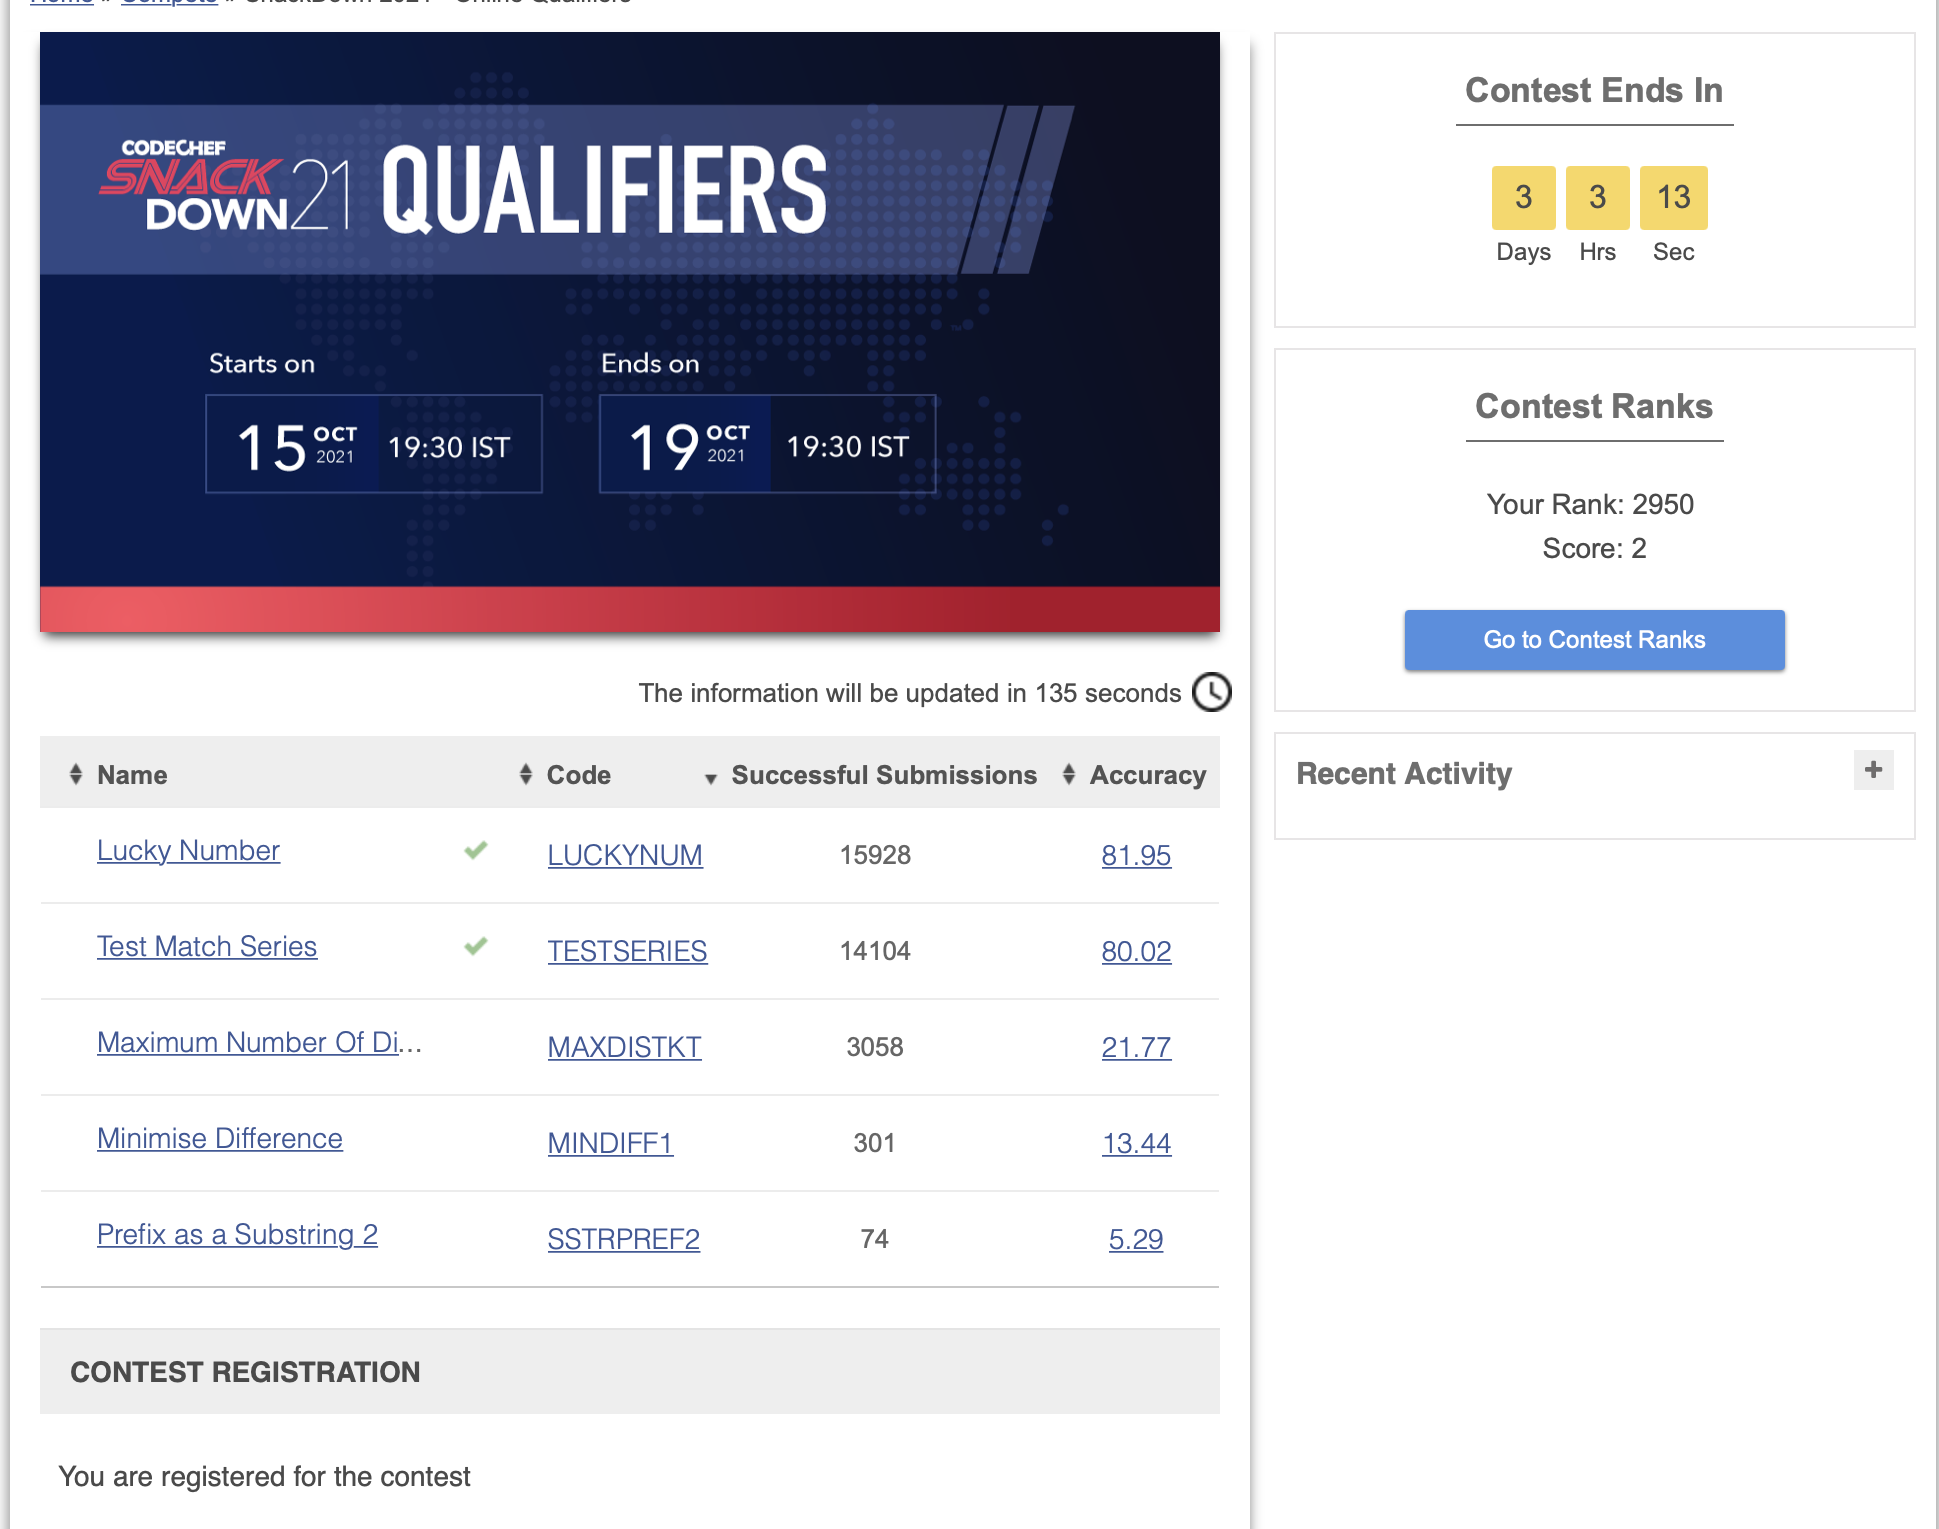 Home » Compete » SnackDown 2021 - Online Qualifiers
CODECHEF
SNACK
DOWN 21
QUALIFIERS
Starts on
15 OCT 2021 19:30 IST
Ends on
19 OCT 2021 19:30 IST
The information will be updated in 135 seconds
Name Code Successful Submissions Accuracy
Lucky Number LUCKYNUM 15928 81.95
Test Match Series TESTSERIES 14104 80.02
Maximum Number Of Di... MAXDISTKT 3058 21.77
Minimise Difference MINDIFF1 301 13.44
Prefix as a Substring 2 SSTRPREF2 74 5.29
CONTEST REGISTRATION
You are registered for the contest
Contest Ends In
3 3 13
Days Hrs Sec
Contest Ranks
Your Rank: 2950
Score: 2
Go to Contest Ranks
Recent Activity +